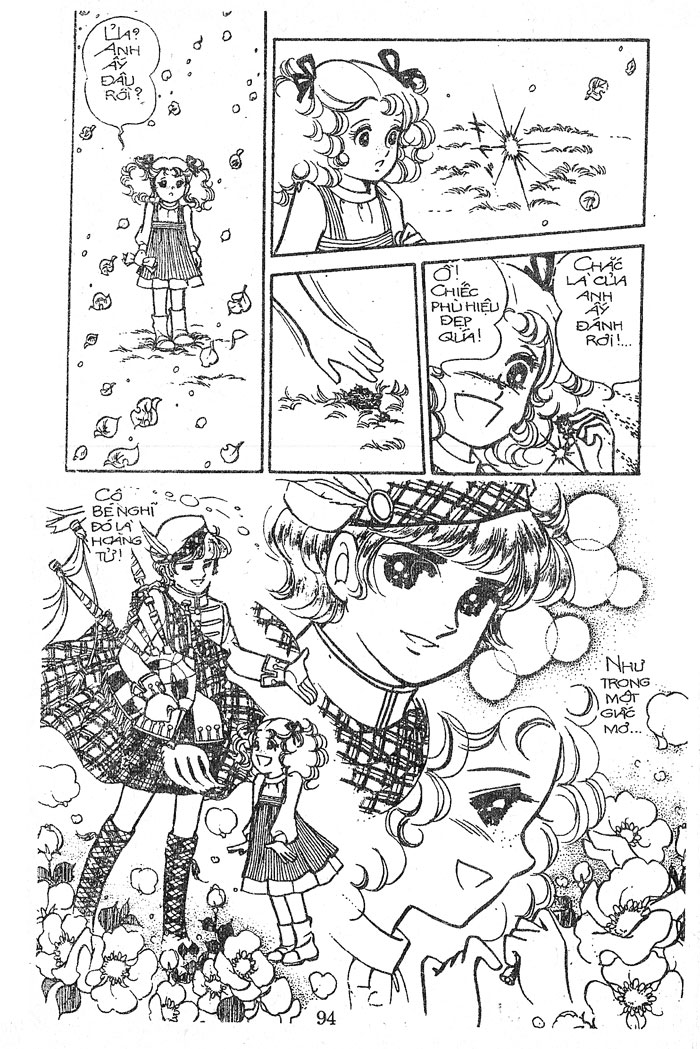 ỦA?
ANH
ẤY
ĐÂU
RỒI?
Ồ!
CHIẾC
PHÙ HIỆU
ĐẸP
QUÁ!
CHẮC
LÀ CỦA
ANH
ẤY
ĐÁNH
RƠI!...
CÔ
BÉ NGHĨ
ĐÓ LÀ
HOÀNG
TỬ!
NHƯ
TRONG
MỘT
GIẤC
MƠ...
94